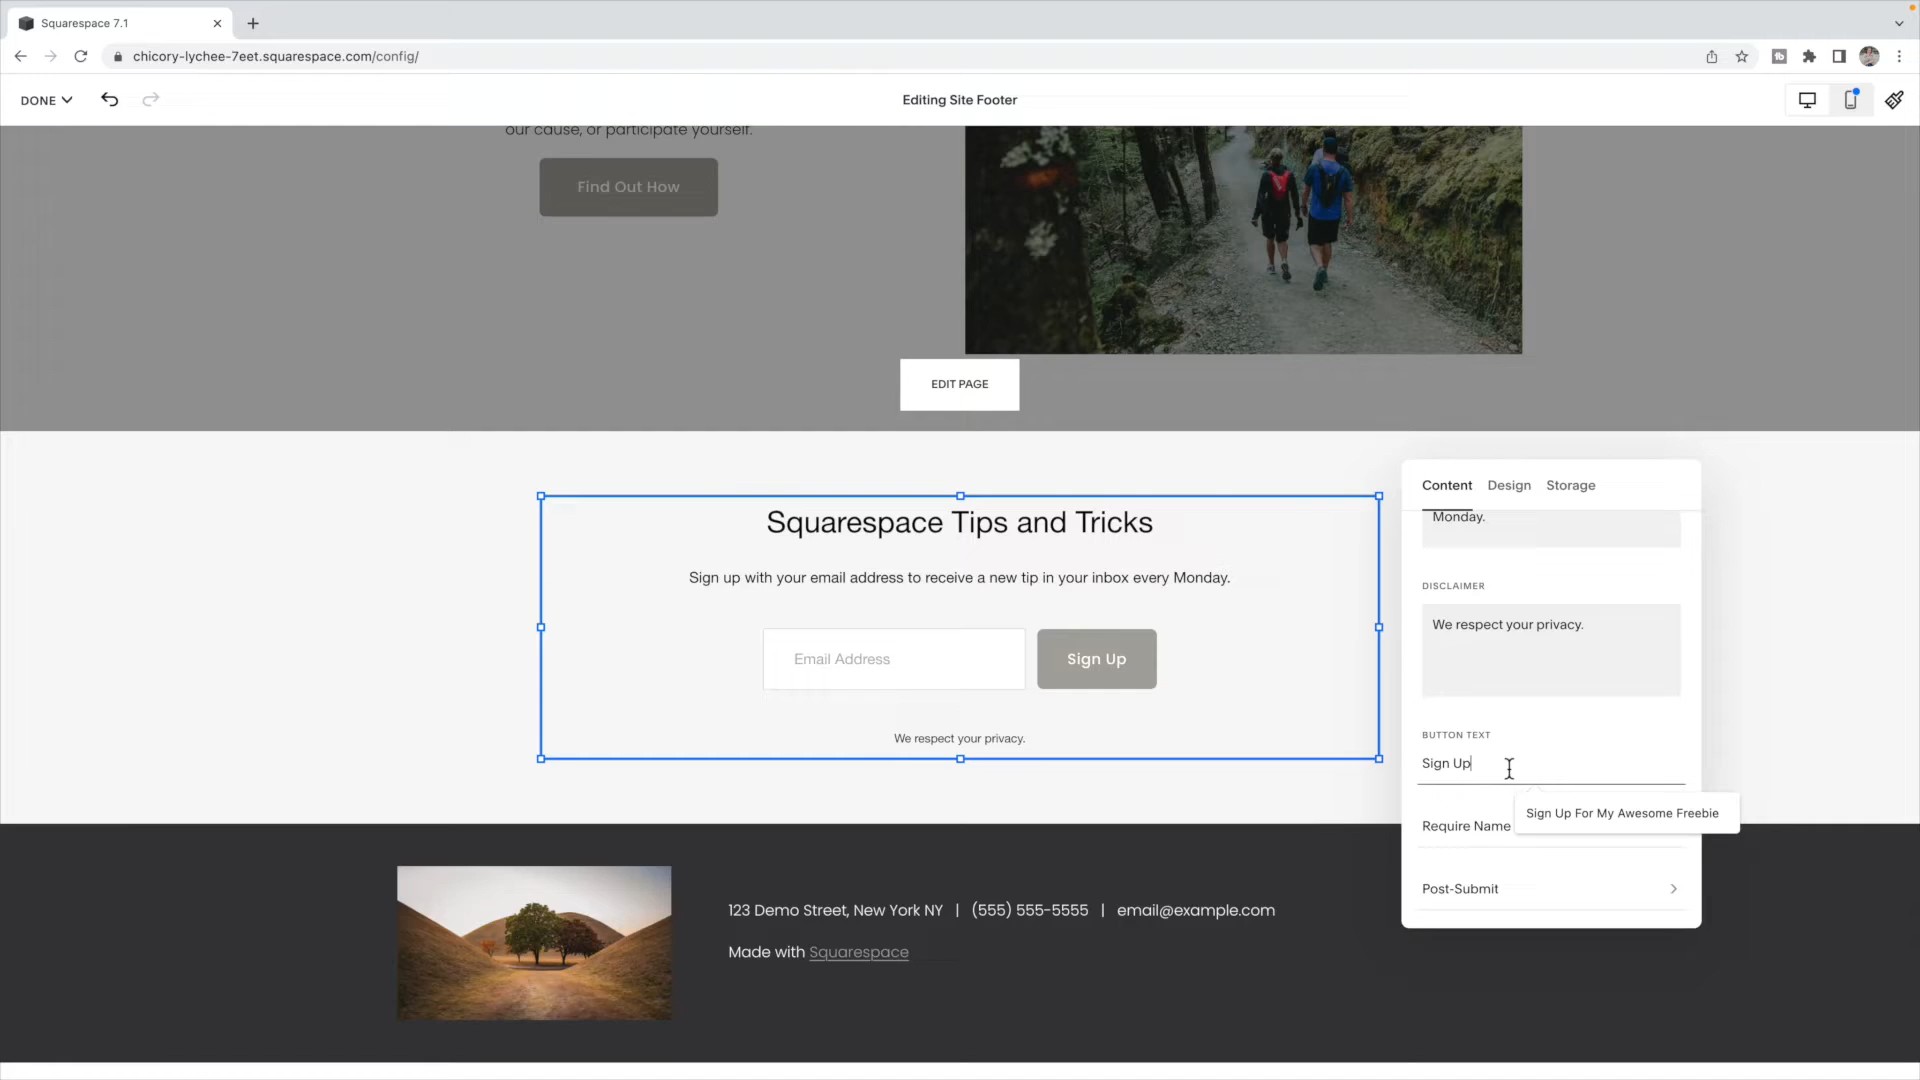 Squarespace 7.1
chicory-lychee-7eet.squarespace.com/config/
DONE
Editing Site Footer
our cause, or participate yourself.
Find Out How
EDIT PAGE
Squarespace Tips and Tricks
Sign up with your email address to receive a new tip in your inbox every Monday.
Email Address
Sign Up
We respect your privacy.
Content Design Storage
Monday.
DISCLAIMER
We respect your privacy.
BUTTON TEXT
Sign Up
Sign Up For My Awesome Freebie
Require Name
Post-Submit
123 Demo Street, New York NY | (555) 555-5555 | email@example.com
Made with Squarespace